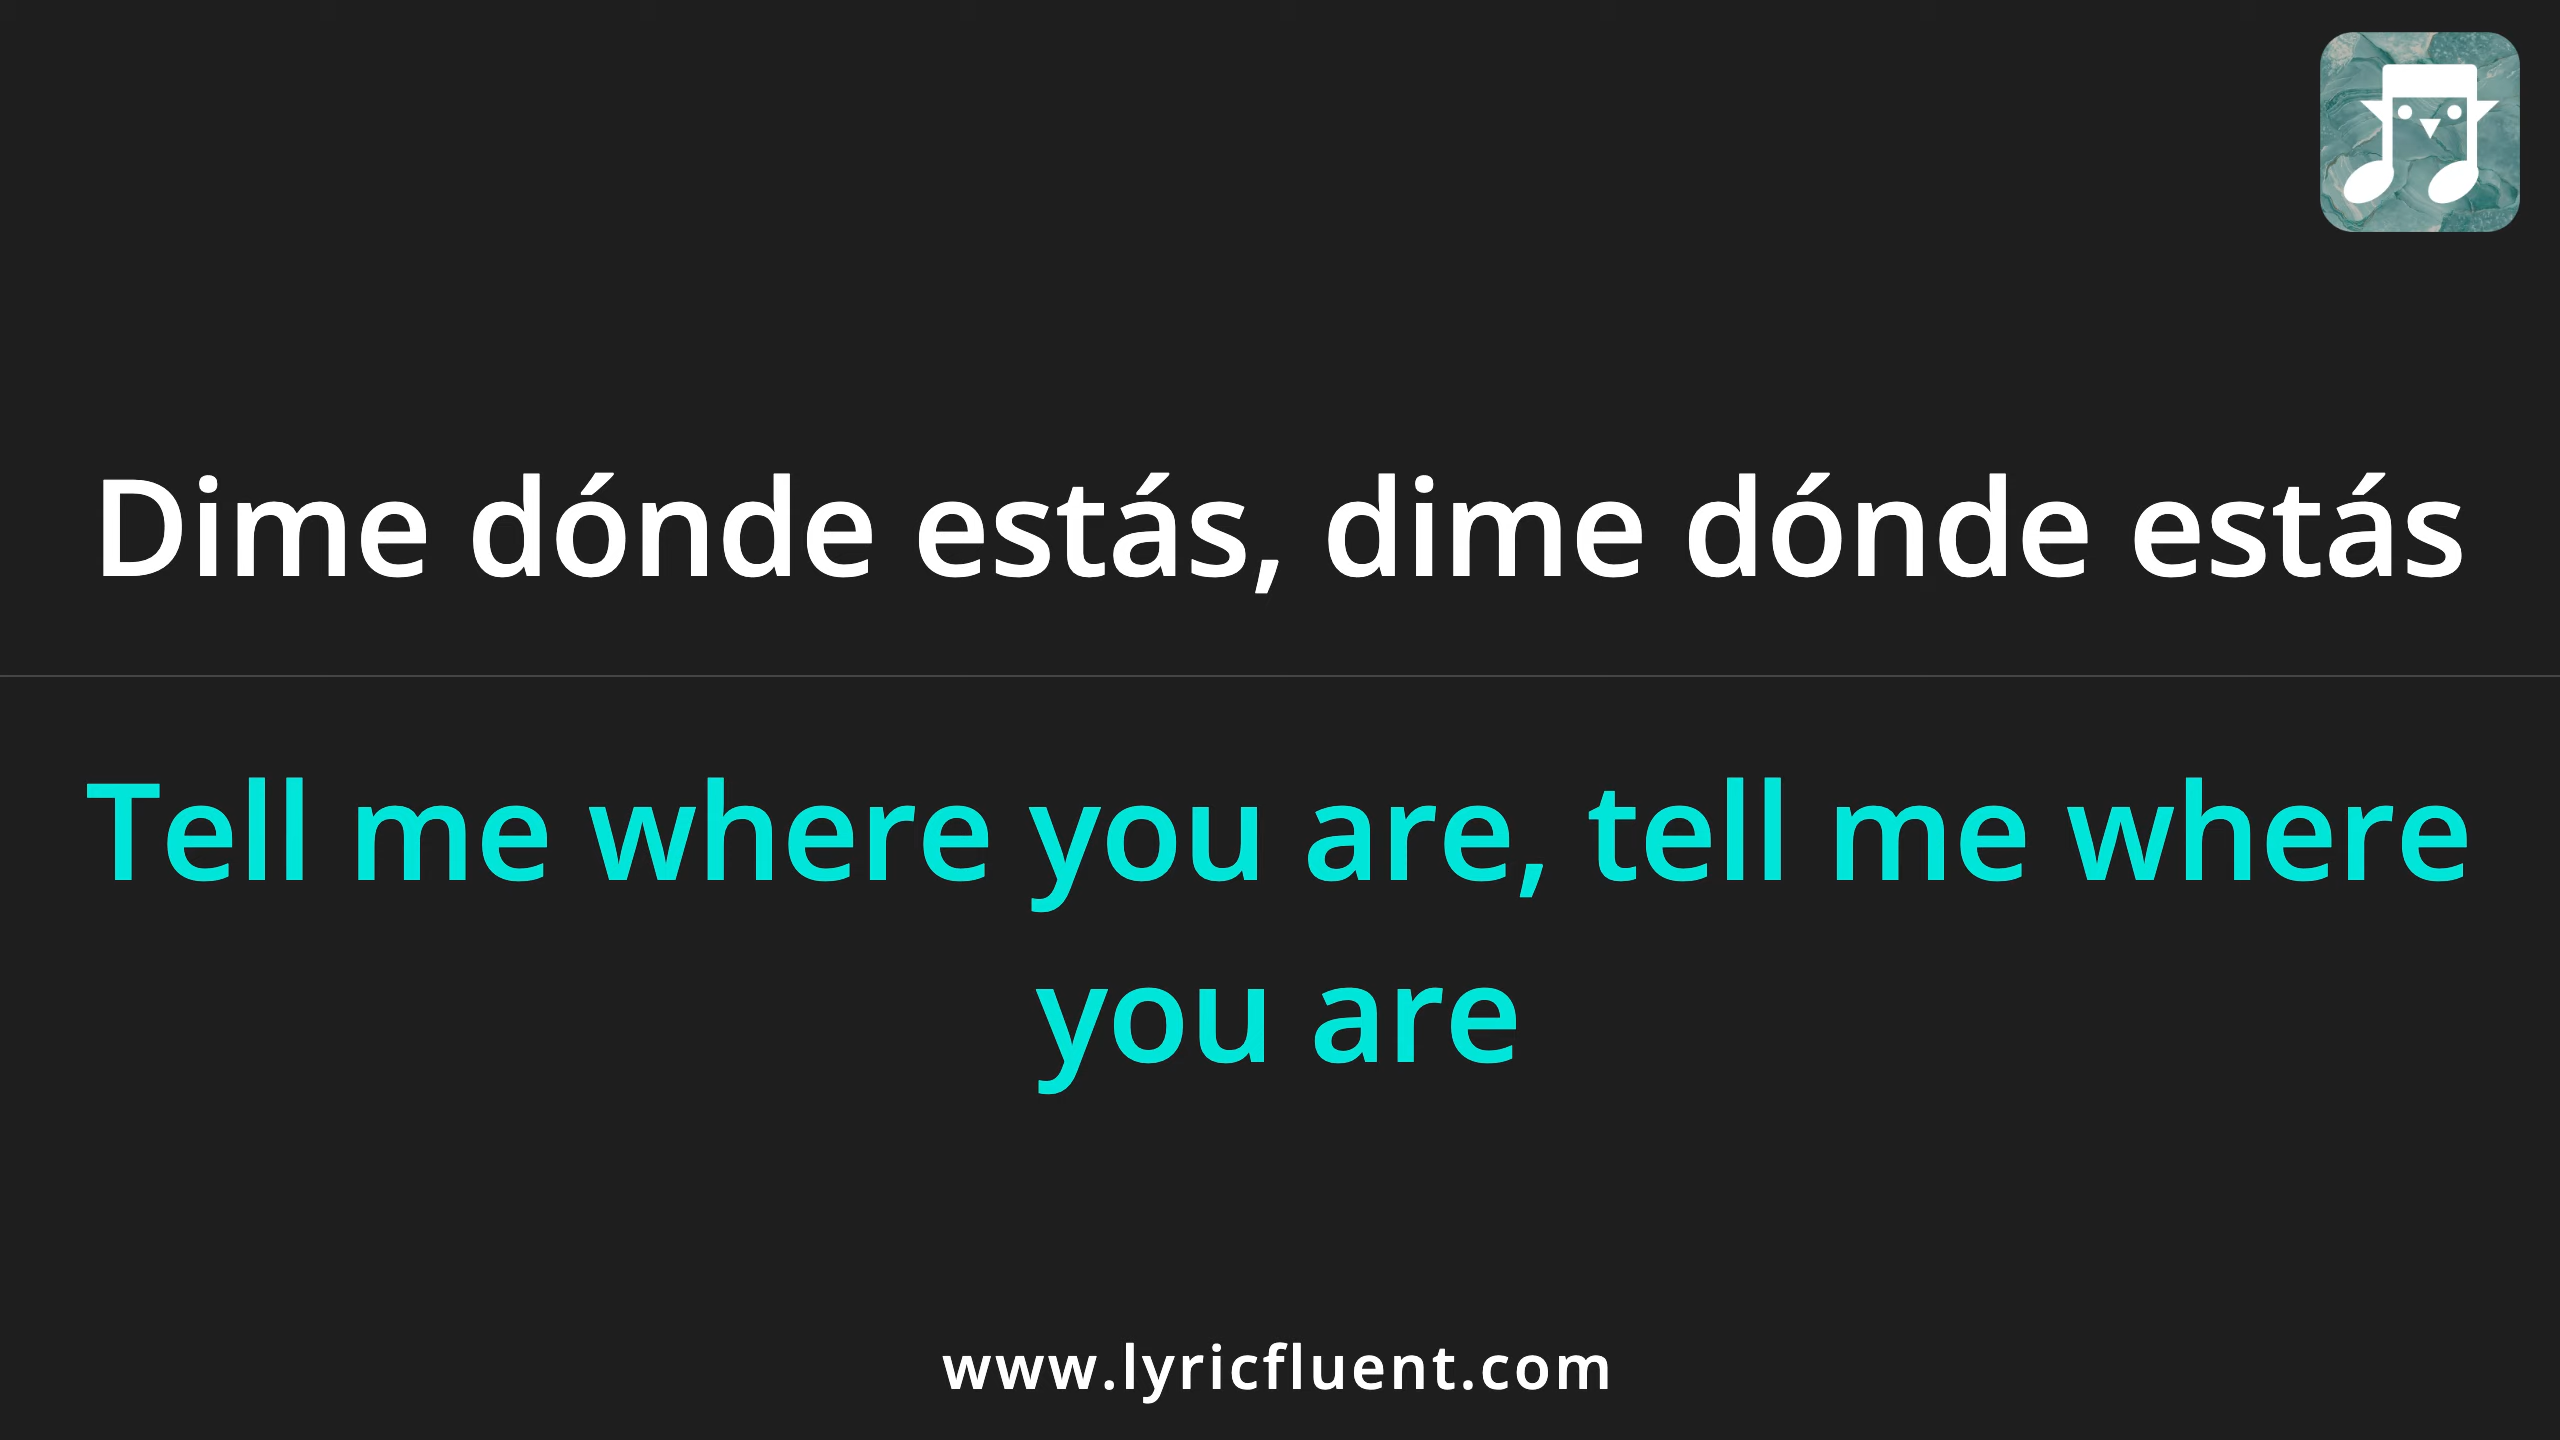 Dime dónde estás, dime dónde estás
Tell me where you are, tell me where
you are
www.lyricfluent.com